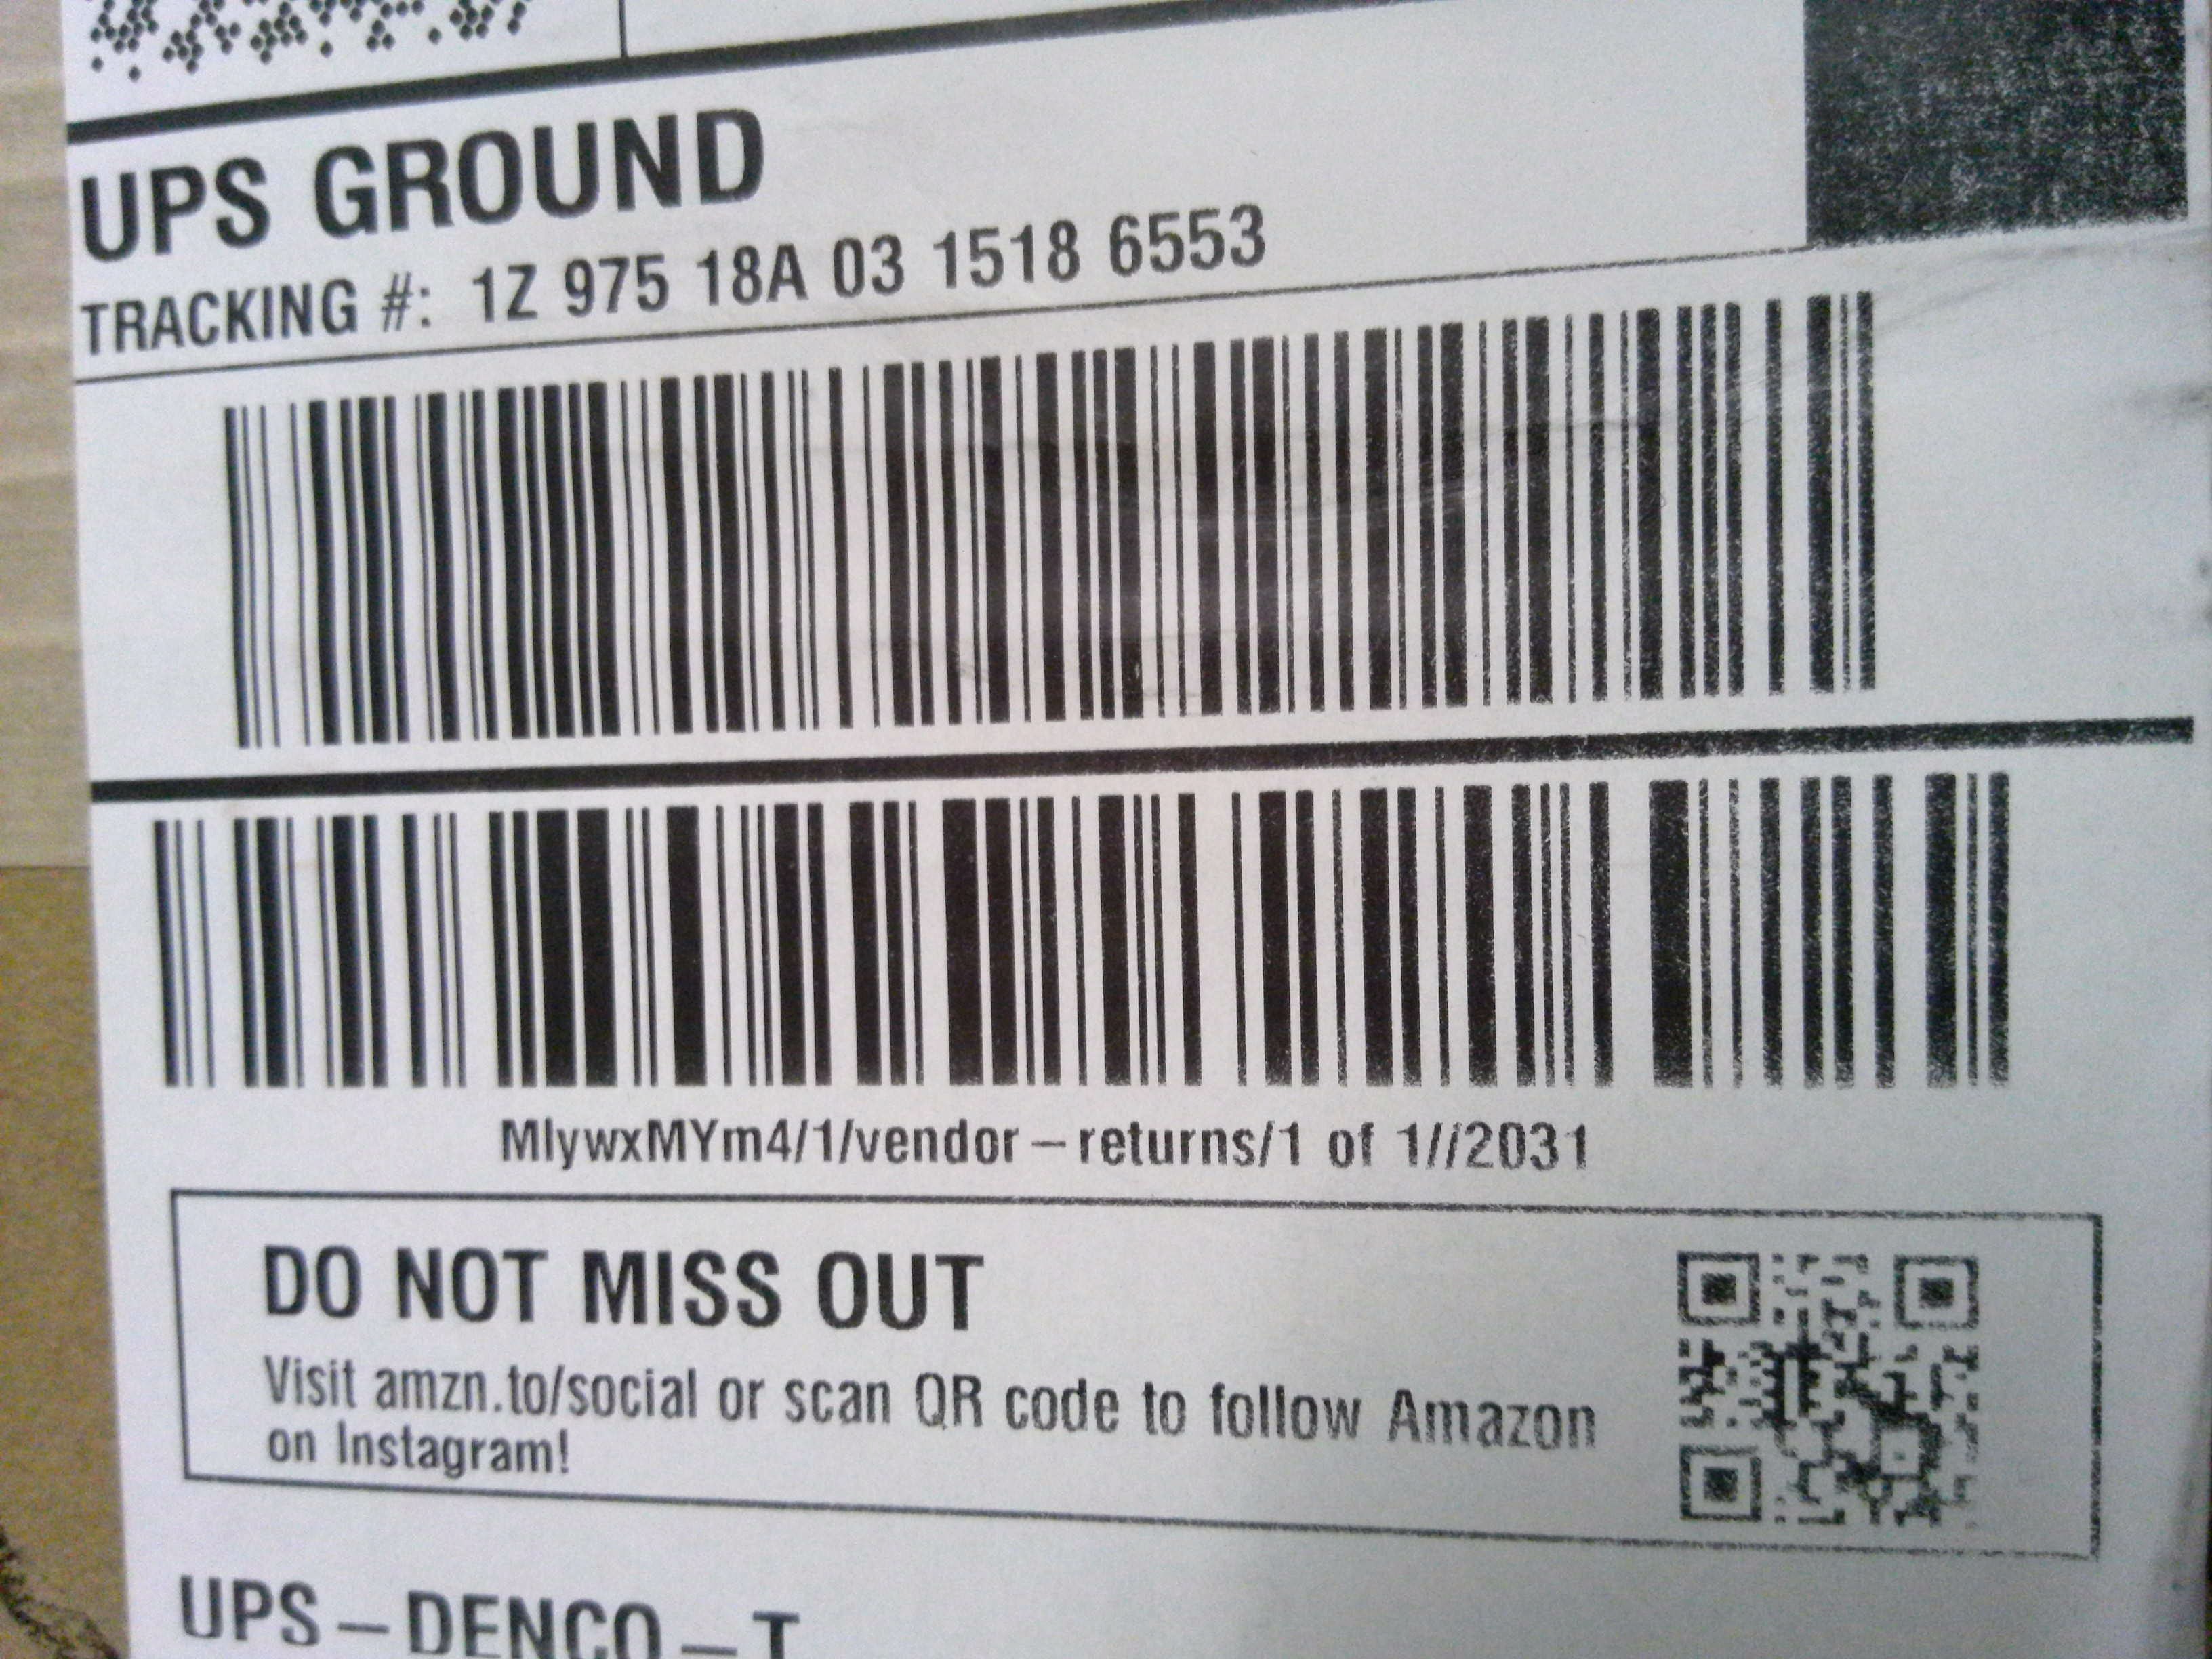 UPS GROUND
TRACKING #: 1Z 975 18A 03 1518 6553
MlywxMYm4/1/vendor-returns/1 of 1//2031
DO NOT MISS OUT
Visit amzn.to/social or scan QR code to follow Amazon
on Instagram!
UPS-DENCO-T